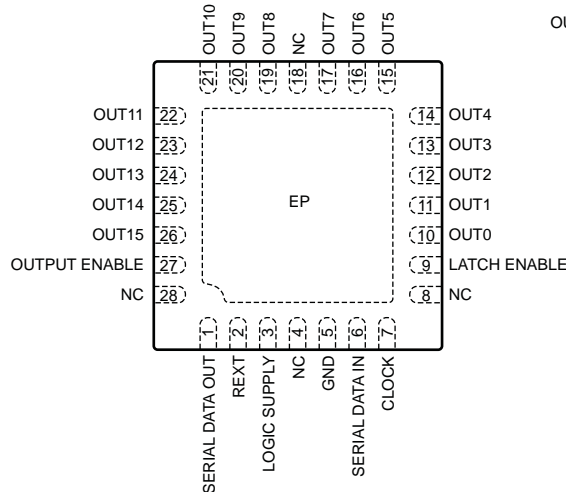 OUT10
OUT9
OUT8
NC
OUT7
OUT6
OUT5
OU
21
20
19
18
17
16
15
OUT11 22
14 OUT4
OUT12 23
13 OUT3
OUT13 24
12 OUT2
EP
OUT14 25
11 OUT1
OUT15 26
10 OUT0
OUTPUT ENABLE 27
9 LATCH ENABLE
NC 28
8 NC
1
2
3
4
5
6
7
SERIAL DATA OUT
REXT
LOGIC SUPPLY
NC
GND
SERIAL DATA IN
CLOCK